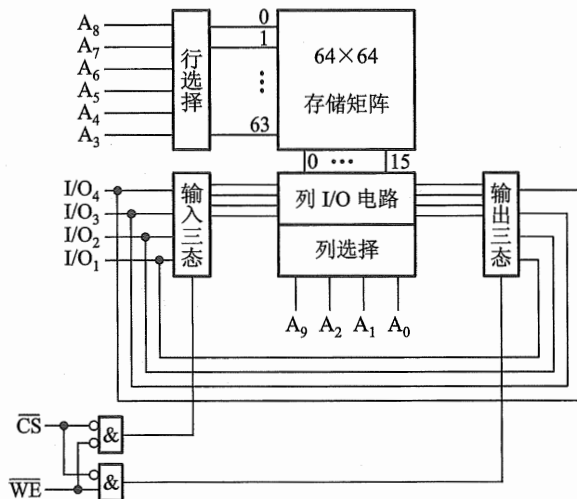 A₈
A₇
A₆
A₅
A₄
A₃
行选择
0
1
⋮
63
64×64
存储矩阵
0 ··· 15
I/O₄
I/O₃
I/O₂
I/O₁
输入三态
列 I/O 电路
列选择
输出三态
A₉ A₂ A₁ A₀
C̅S̅
&
W̅E̅
&